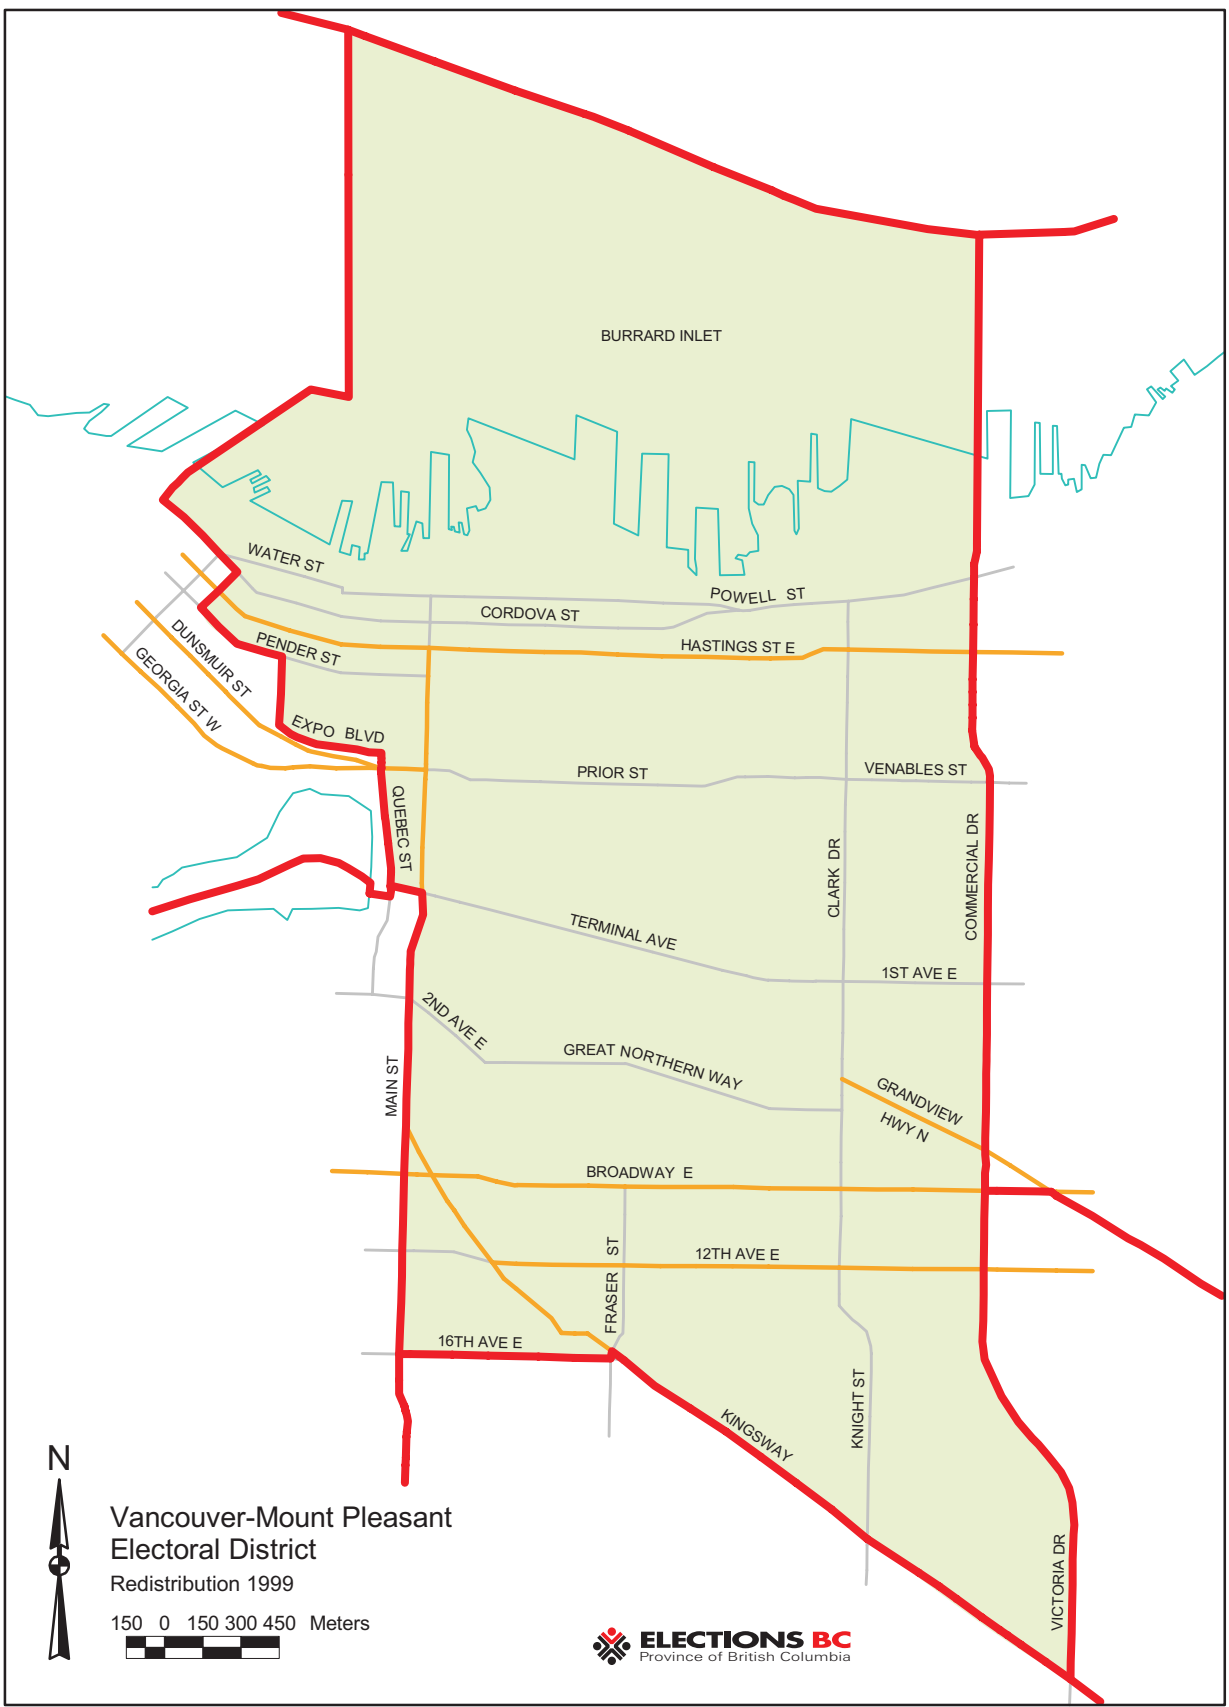 BURRARD INLET
WATER ST
POWELL ST
CORDOVA ST
HASTINGS ST E
PENDER ST
DUNSMUIR ST
GEORGIA ST W
EXPO BLVD
PRIOR ST
VENABLES ST
QUEBEC ST
CLARK DR
COMMERCIAL DR
TERMINAL AVE
1ST AVE E
2ND AVE E
GREAT NORTHERN WAY
MAIN ST
GRANDVIEW
HWY N
BROADWAY E
12TH AVE E
FRASER ST
16TH AVE E
KINGSWAY
KNIGHT ST
VICTORIA DR
N
Vancouver-Mount Pleasant
Electoral District
Redistribution 1999
150 0 150 300 450 Meters
ELECTIONS BC
Province of British Columbia